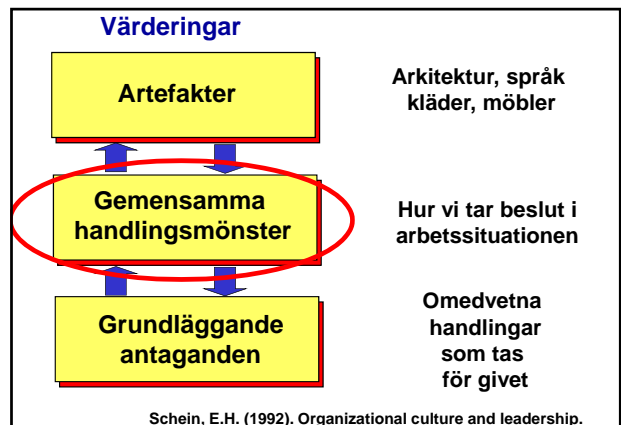 Värderingar
Artefakter
Arkitektur, språk
kläder, möbler
Gemensamma
handlingsmönster
Hur vi tar beslut i
arbetssituationen
Grundläggande
antaganden
Omedvetna
handlingar
som tas
för givet
Schein, E.H. (1992). Organizational culture and leadership.